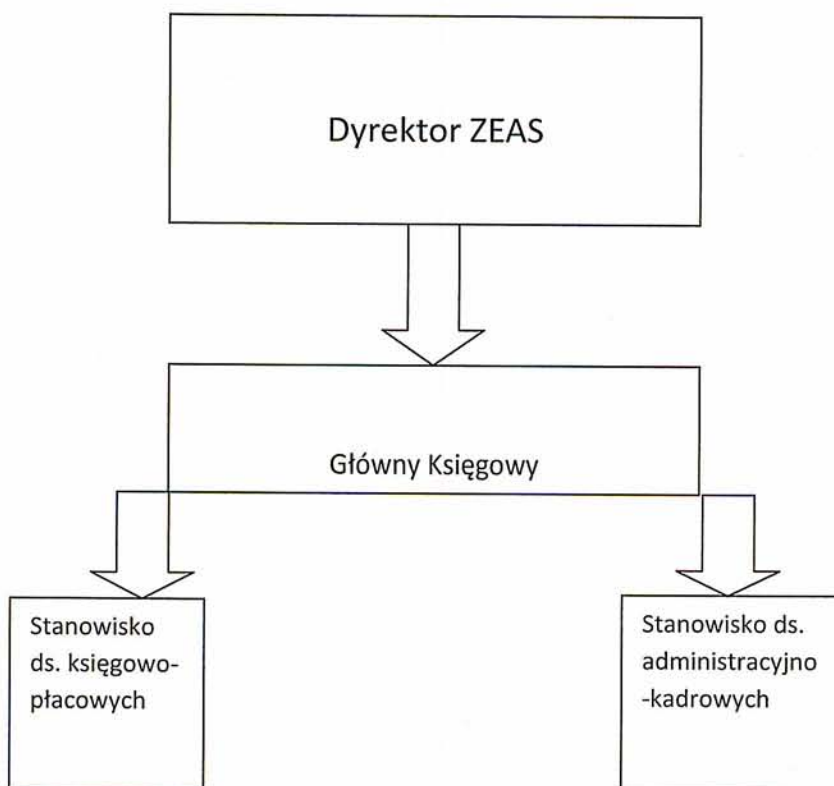 Dyrektor ZEAS
Główny Księgowy
Stanowisko
ds. księgowo-
płacowych
Stanowisko ds.
administracyjno
-kadrowych